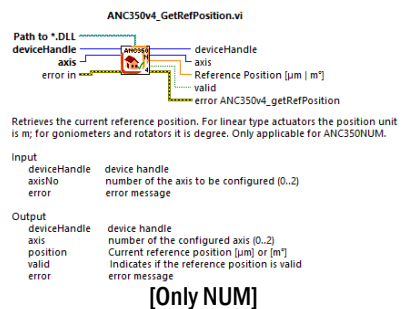 ANC350v4_GetRefPosition.vi
Path to *.DLL
deviceHandle
axis
error in
ANC350
deviceHandle
axis
Reference Position [µm | m°]
valid
error ANC350v4_getRefPosition
Retrieves the current reference position. For linear type actuators the position unit
is m; for goniometers and rotators it is degree. Only applicable for ANC350NUM.
Input
deviceHandle device handle
axisNo number of the axis to be configured (0..2)
error error message
Output
deviceHandle device handle
axis number of the configured axis (0..2)
position Current reference position [µm] or [m°]
valid Indicates if the reference position is valid
error error message
[Only NUM]